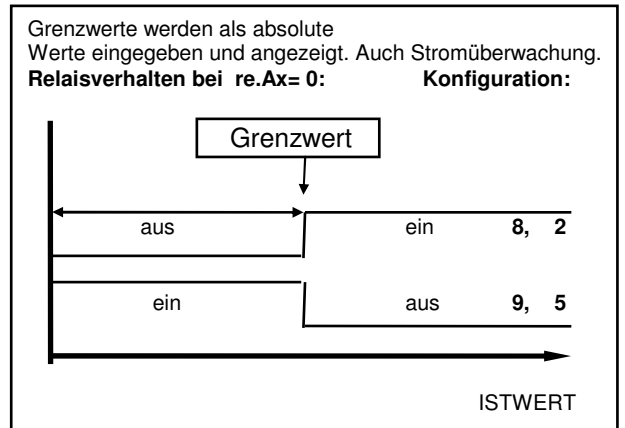 Grenzwerte werden als absolute
Werte eingegeben und angezeigt. Auch Stromüberwachung.
Relaisverhalten bei re.Ax= 0: Konfiguration:
Grenzwert
aus ein 8, 2
ein aus 9, 5
ISTWERT